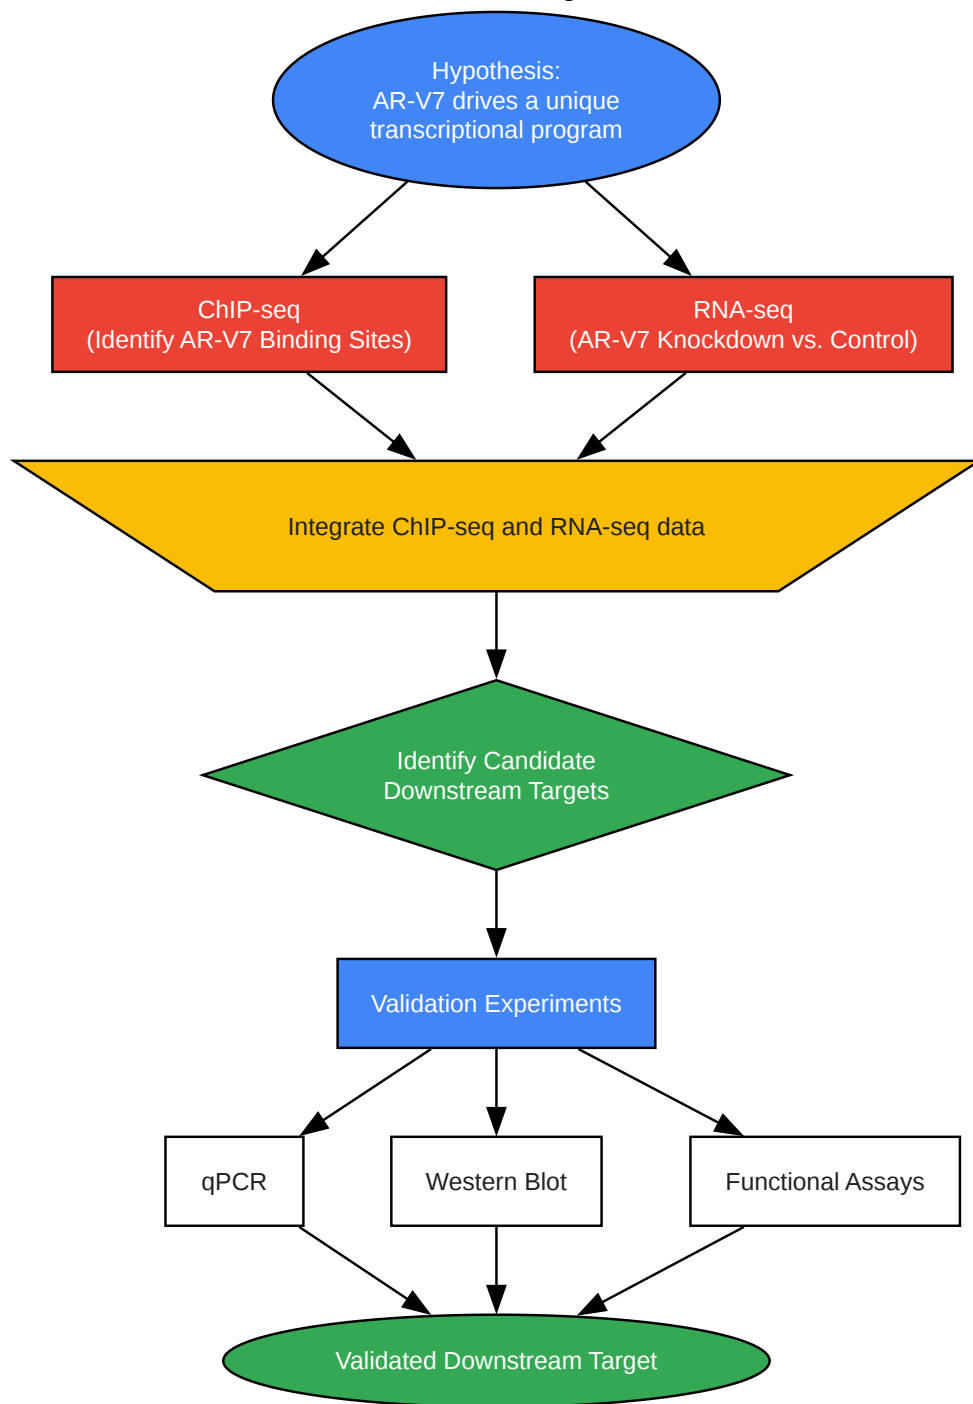 Hypothesis:
AR-V7 drives a unique
transcriptional program
ChIP-seq
(Identify AR-V7 Binding Sites)
RNA-seq
(AR-V7 Knockdown vs. Control)
Integrate ChIP-seq and RNA-seq data
Identify Candidate
Downstream Targets
Validation Experiments
qPCR
Western Blot
Functional Assays
Validated Downstream Target